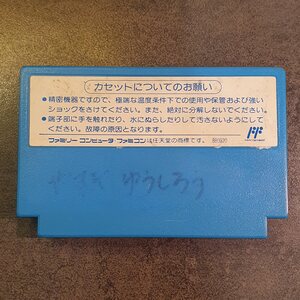 カセットについてのお願い
●精密機器ですので、極端な温度条件下での使用や保管および強い
ショックをさけてください。また、絶対に分解しないでください。
●端子部に手を触れたり、水にぬらしたりして汚さないようにして
ください。故障の原因となります。
ファミリーコンピュータ・ファミコンは任天堂の商標です。
ゆうしろう